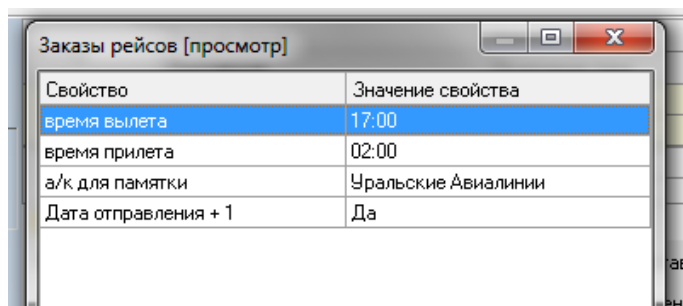 Заказы рейсов [просмотр]
Свойство Значение свойства
время вылета 17:00
время прилета 02:00
а/к для памятки Уральские Авиалинии
Дата отправления + 1 Да